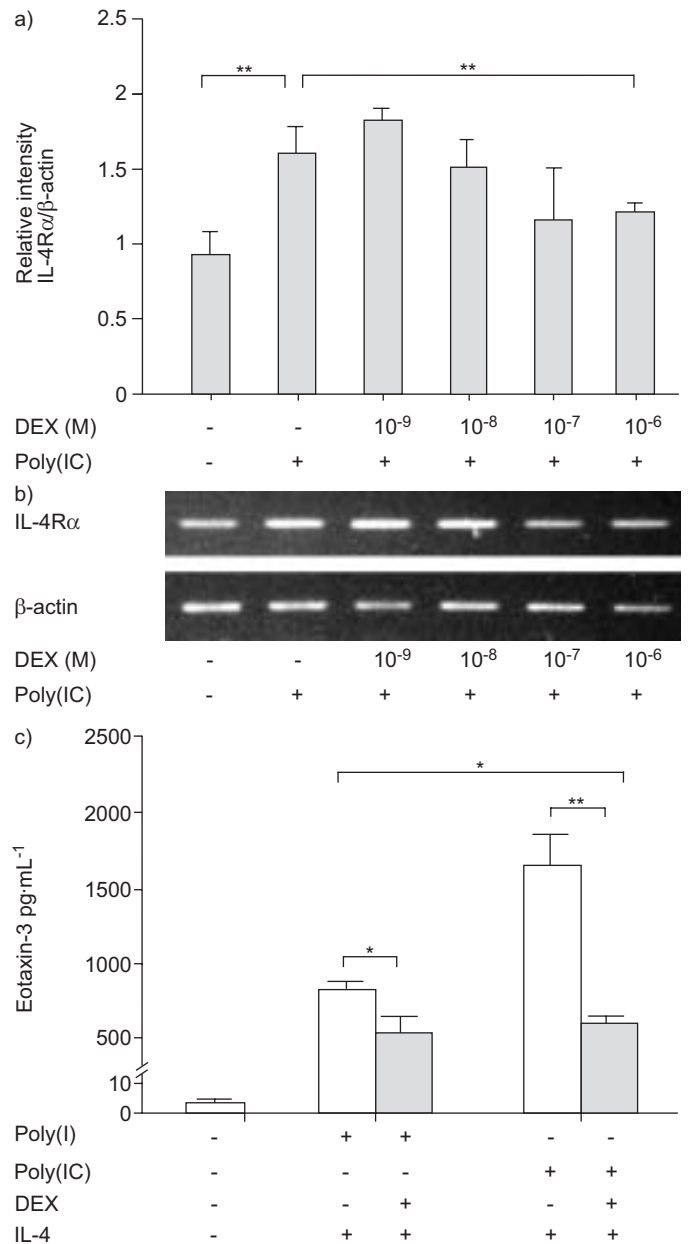 a)
2.5
2
1.5
1
0.5
0
Relative intensity
IL-4Rα/β-actin
** **
DEX (M) - - 10⁻⁹ 10⁻⁸ 10⁻⁷ 10⁻⁶
Poly(IC) - + + + + +
b)
IL-4Rα
β-actin
DEX (M) - - 10⁻⁹ 10⁻⁸ 10⁻⁷ 10⁻⁶
Poly(IC) - + + + + +
c)
2500
2000
1500
1000
500
10
0
Eotaxin-3 pg·mL⁻¹
*
**
*
Poly(I) - + + - -
Poly(IC) - - - + +
DEX - - + - +
IL-4 - + + + +